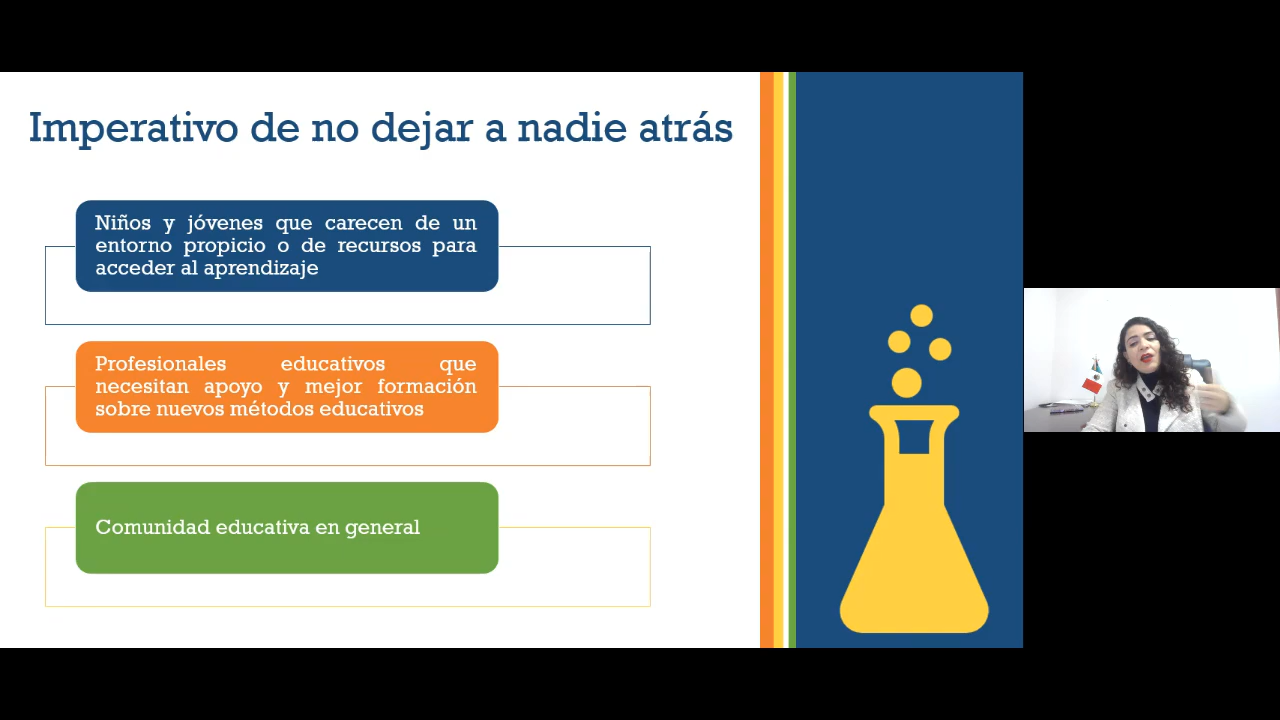 Imperativo de no dejar a nadie atrás
Niños y jóvenes que carecen de un
entorno propicio o de recursos para
acceder al aprendizaje
Profesionales educativos que
necesitan apoyo y mejor formación
sobre nuevos métodos educativos
Comunidad educativa en general